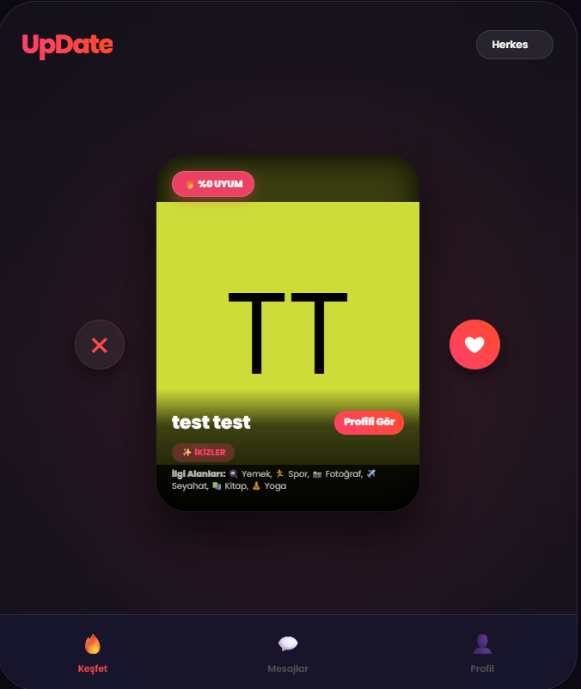 UpDate
Herkes
🔥 %0 UYUM
TT
test test
Profili Gör
✨ İKİZLER
İlgi Alanları: 🍳 Yemek, 🏃 Spor, 📷 Fotoğraf, ✈️
Seyahat, 📚 Kitap, 🧘 Yoga
Keşfet
Mesajlar
Profil